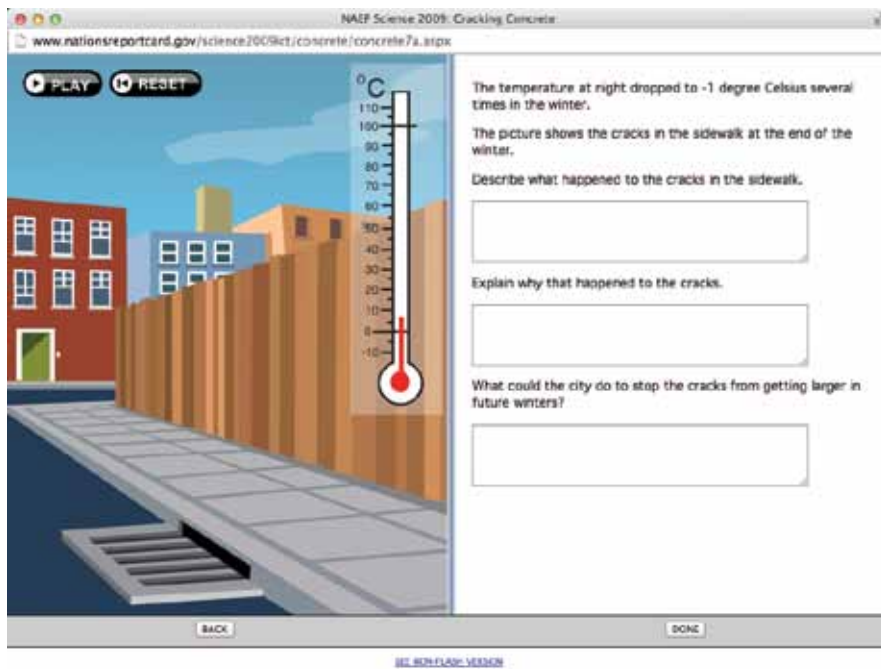 NAEP Science 2009: Cracking Concrete
www.nationsreportcard.gov/science2009ict/concrete/concrete7a.aspx
PLAY
RESET
°C
110
100
90
80
70
60
50
40
30
20
10
0
-10
The temperature at right dropped to -1 degree Celsius several
times in the winter.
The picture shows the cracks in the sidewalk at the end of the
winter.
Describe what happened to the cracks in the sidewalk.
Explain why that happened to the cracks.
What could the city do to stop the cracks from getting larger in
future winters?
BACK
DONE
SEE NON-FLASH VERSION